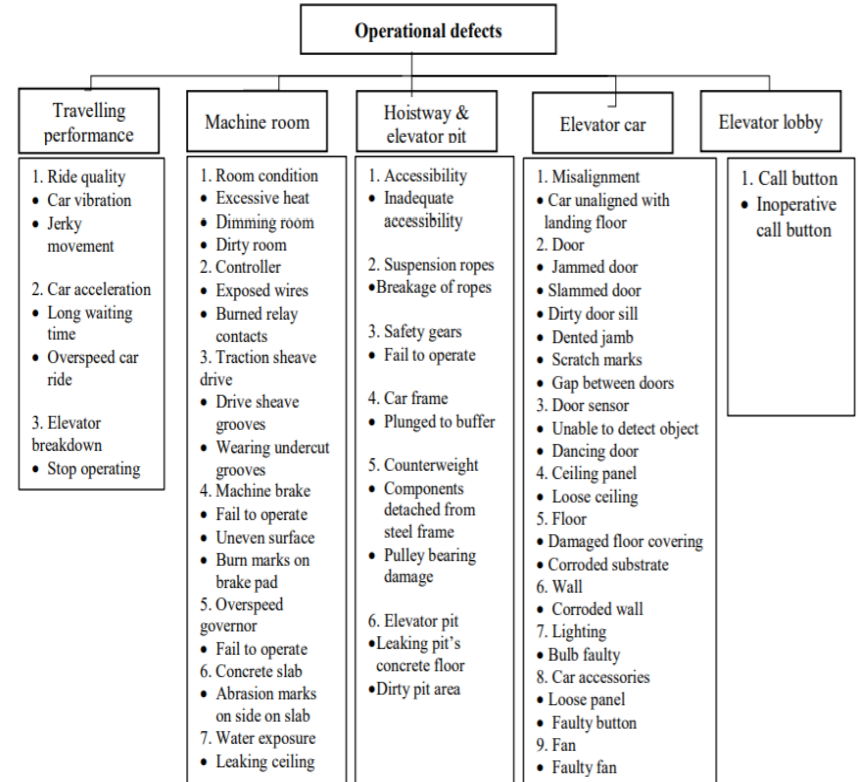 Operational defects
Travelling
performance
1. Ride quality
• Car vibration
• Jerky
movement
2. Car acceleration
• Long waiting
time
• Overspeed car
ride
3. Elevator
breakdown
• Stop operating
Machine room
1. Room condition
• Excessive heat
• Dimming room
• Dirty room
2. Controller
• Exposed wires
• Burned relay
contacts
3. Traction sheave
drive
• Drive sheave
grooves
• Wearing undercut
grooves
4. Machine brake
• Fail to operate
• Uneven surface
• Burn marks on
brake pad
5. Overspeed
governor
• Fail to operate
6. Concrete slab
• Abrasion marks
on side on slab
7. Water exposure
• Leaking ceiling
Hoistway &
elevator pit
1. Accessibility
• Inadequate
accessibility
2. Suspension ropes
•Breakage of ropes
3. Safety gears
• Fail to operate
4. Car frame
• Plunged to buffer
5. Counterweight
• Components
detached from
steel frame
• Pulley bearing
damage
6. Elevator pit
•Leaking pit's
concrete floor
•Dirty pit area
Elevator car
1. Misalignment
• Car unaligned with
landing floor
2. Door
• Jammed door
• Slammed door
• Dirty door sill
• Dented jamb
• Scratch marks
• Gap between doors
3. Door sensor
• Unable to detect object
• Dancing door
4. Ceiling panel
• Loose ceiling
5. Floor
• Damaged floor covering
• Corroded substrate
6. Wall
• Corroded wall
7. Lighting
• Bulb faulty
8. Car accessories
• Loose panel
• Faulty button
9. Fan
• Faulty fan
Elevator lobby
1. Call button
• Inoperative
call button